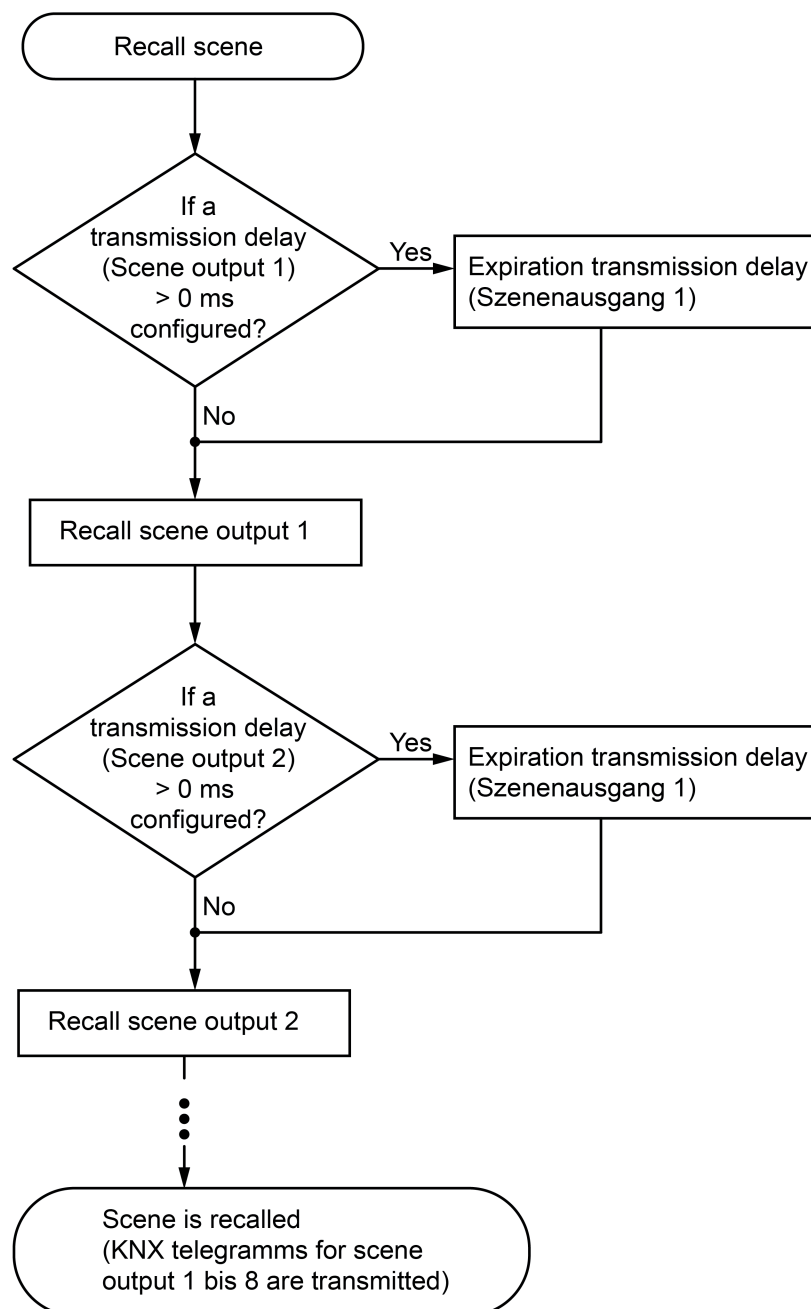 Recall scene
If a
transmission delay
(Scene output 1)
> 0 ms
configured?
Yes
Expiration transmission delay
(Szenenausgang 1)
No
Recall scene output 1
If a
transmission delay
(Scene output 2)
> 0 ms
configured?
Yes
Expiration transmission delay
(Szenenausgang 1)
No
Recall scene output 2
Scene is recalled
(KNX telegramms for scene
output 1 bis 8 are transmitted)